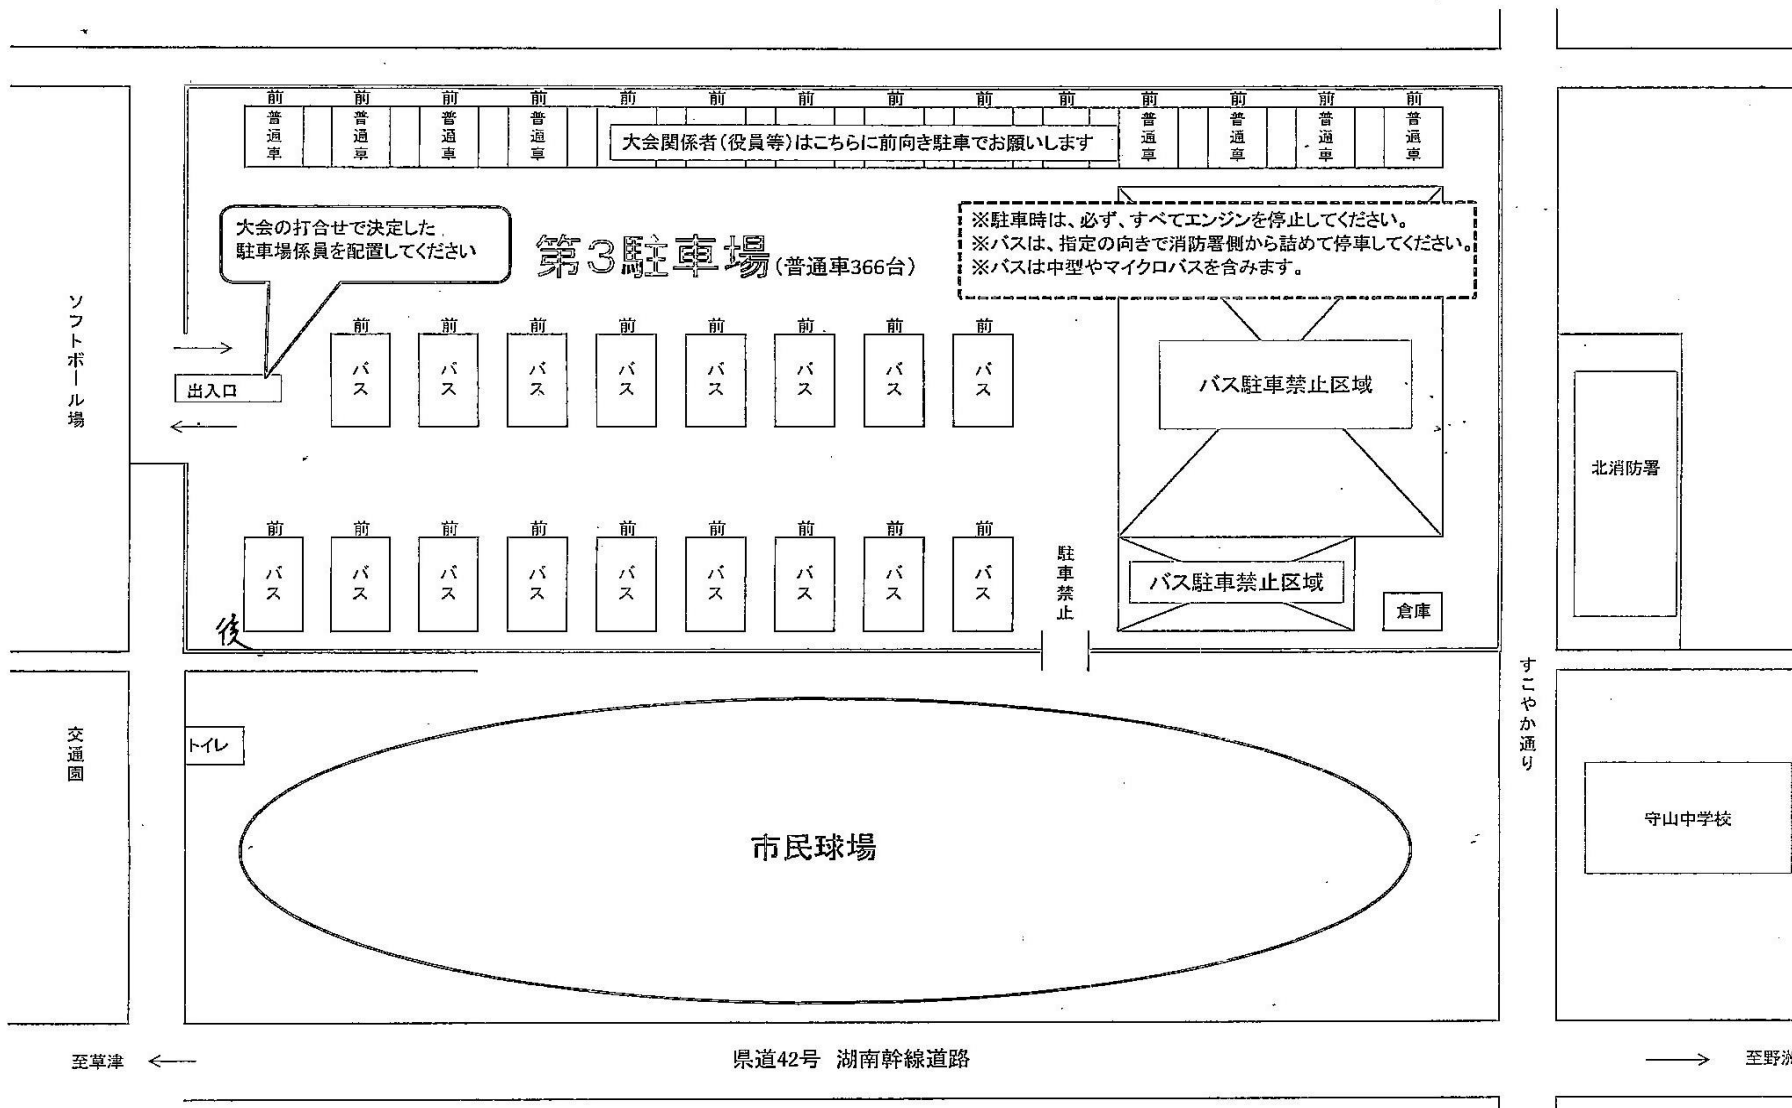 前 前 前 前 前 前 前 前 前 前 前 前 前 前
普通車 普通車 普通車 普通車 普通車 普通車 普通車 普通車
大会関係者(役員等)はこちらに前向き駐車でお願いします
大会の打合せで決定した
駐車場係員を配置してください
第3駐車場(普通車366台)
※駐車時は、必ず、すべてエンジンを停止してください。
※バスは、指定の向きで消防署側から詰めて停車してください。
※バスは中型やマイクロバスを含みます。
ソフトボール場
出入口
前 前 前 前 前 前 前 前
バス バス バス バス バス バス バス バス
バス駐車禁止区域
北消防署
前 前 前 前 前 前 前 前 前
バス バス バス バス バス バス バス バス バス
後
駐車禁止
バス駐車禁止区域
倉庫
すこやか通り
交通園
トイレ
市民球場
守山中学校
至草津
県道42号 湖南幹線道路
至野洲